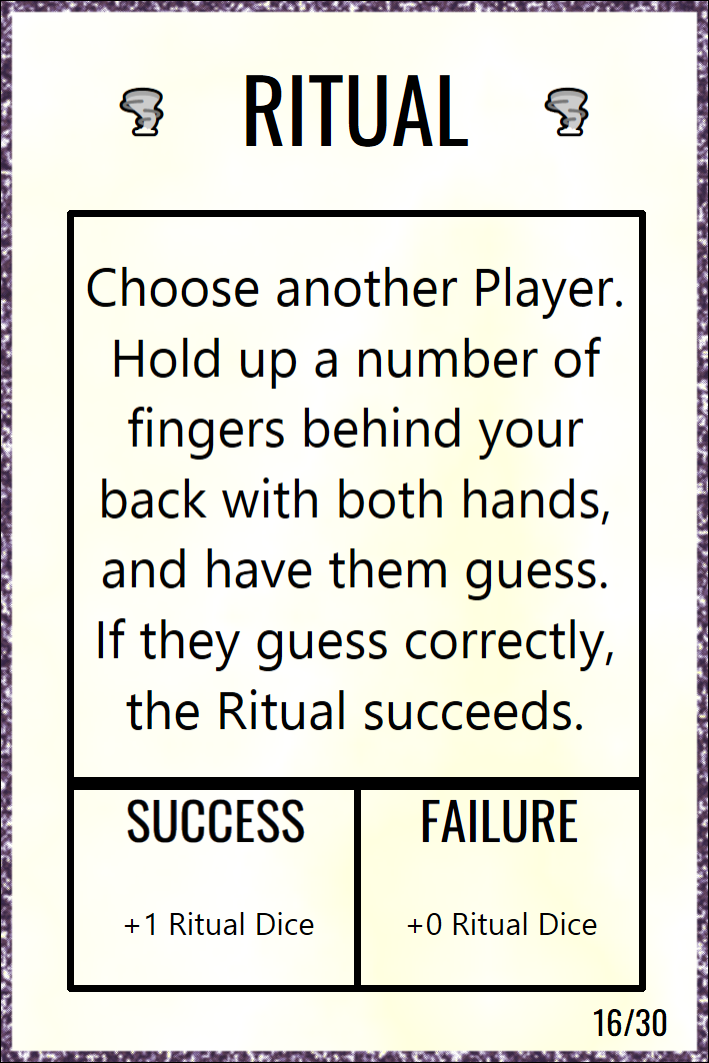 RITUAL
Choose another Player.
Hold up a number of
fingers behind your
back with both hands,
and have them guess.
If they guess correctly,
the Ritual succeeds.
SUCCESS
FAILURE
+1 Ritual Dice
+0 Ritual Dice
16/30